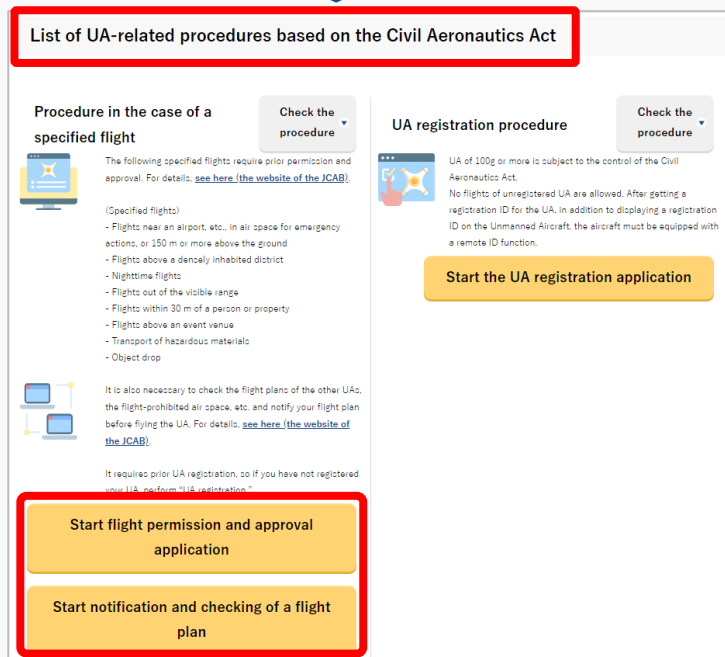 List of UA-related procedures based on the Civil Aeronautics Act
Procedure in the case of a
specified flight
Check the
procedure
The following specified flights require prior permission and
approval. For details, see here (the website of the JCAB).
(Specified flights)
- Flights near an airport, etc., in air space for emergency
actions, or 150 m or more above the ground
- Flights above a densely inhabited district
- Nighttime flights
- Flights out of the visible range
- Flights within 30 m of a person or property
- Flights above an event venue
- Transport of hazardous materials
- Object drop
It is also necessary to check the flight plans of the other UAs,
the flight-prohibited air space, etc. and notify your flight plan
before flying the UA. For details, see here (the website of
the JCAB).
It requires prior UA registration, so if you have not registered
your UA, perform "UA registration."
Start flight permission and approval
application
Start notification and checking of a flight
plan
UA registration procedure
Check the
procedure
UA of 100g or more is subject to the control of the Civil
Aeronautics Act.
No flights of unregistered UA are allowed. After getting a
registration ID for the UA, in addition to displaying a registration
ID on the Unmanned Aircraft, the aircraft must be equipped with
a remote ID function.
Start the UA registration application